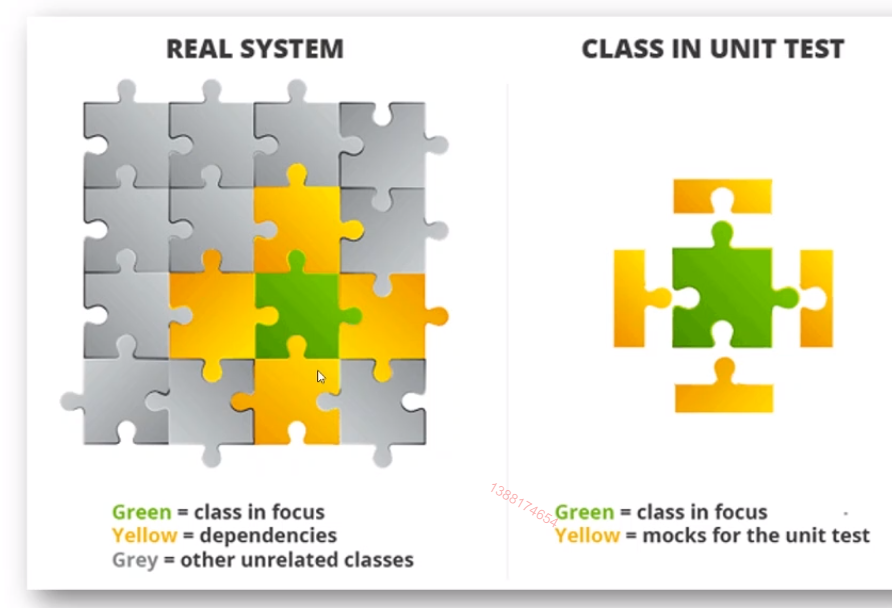 REAL SYSTEM
CLASS IN UNIT TEST
Green = class in focus
Yellow = dependencies
Grey = other unrelated classes
1388174654
Green = class in focus
Yellow = mocks for the unit test